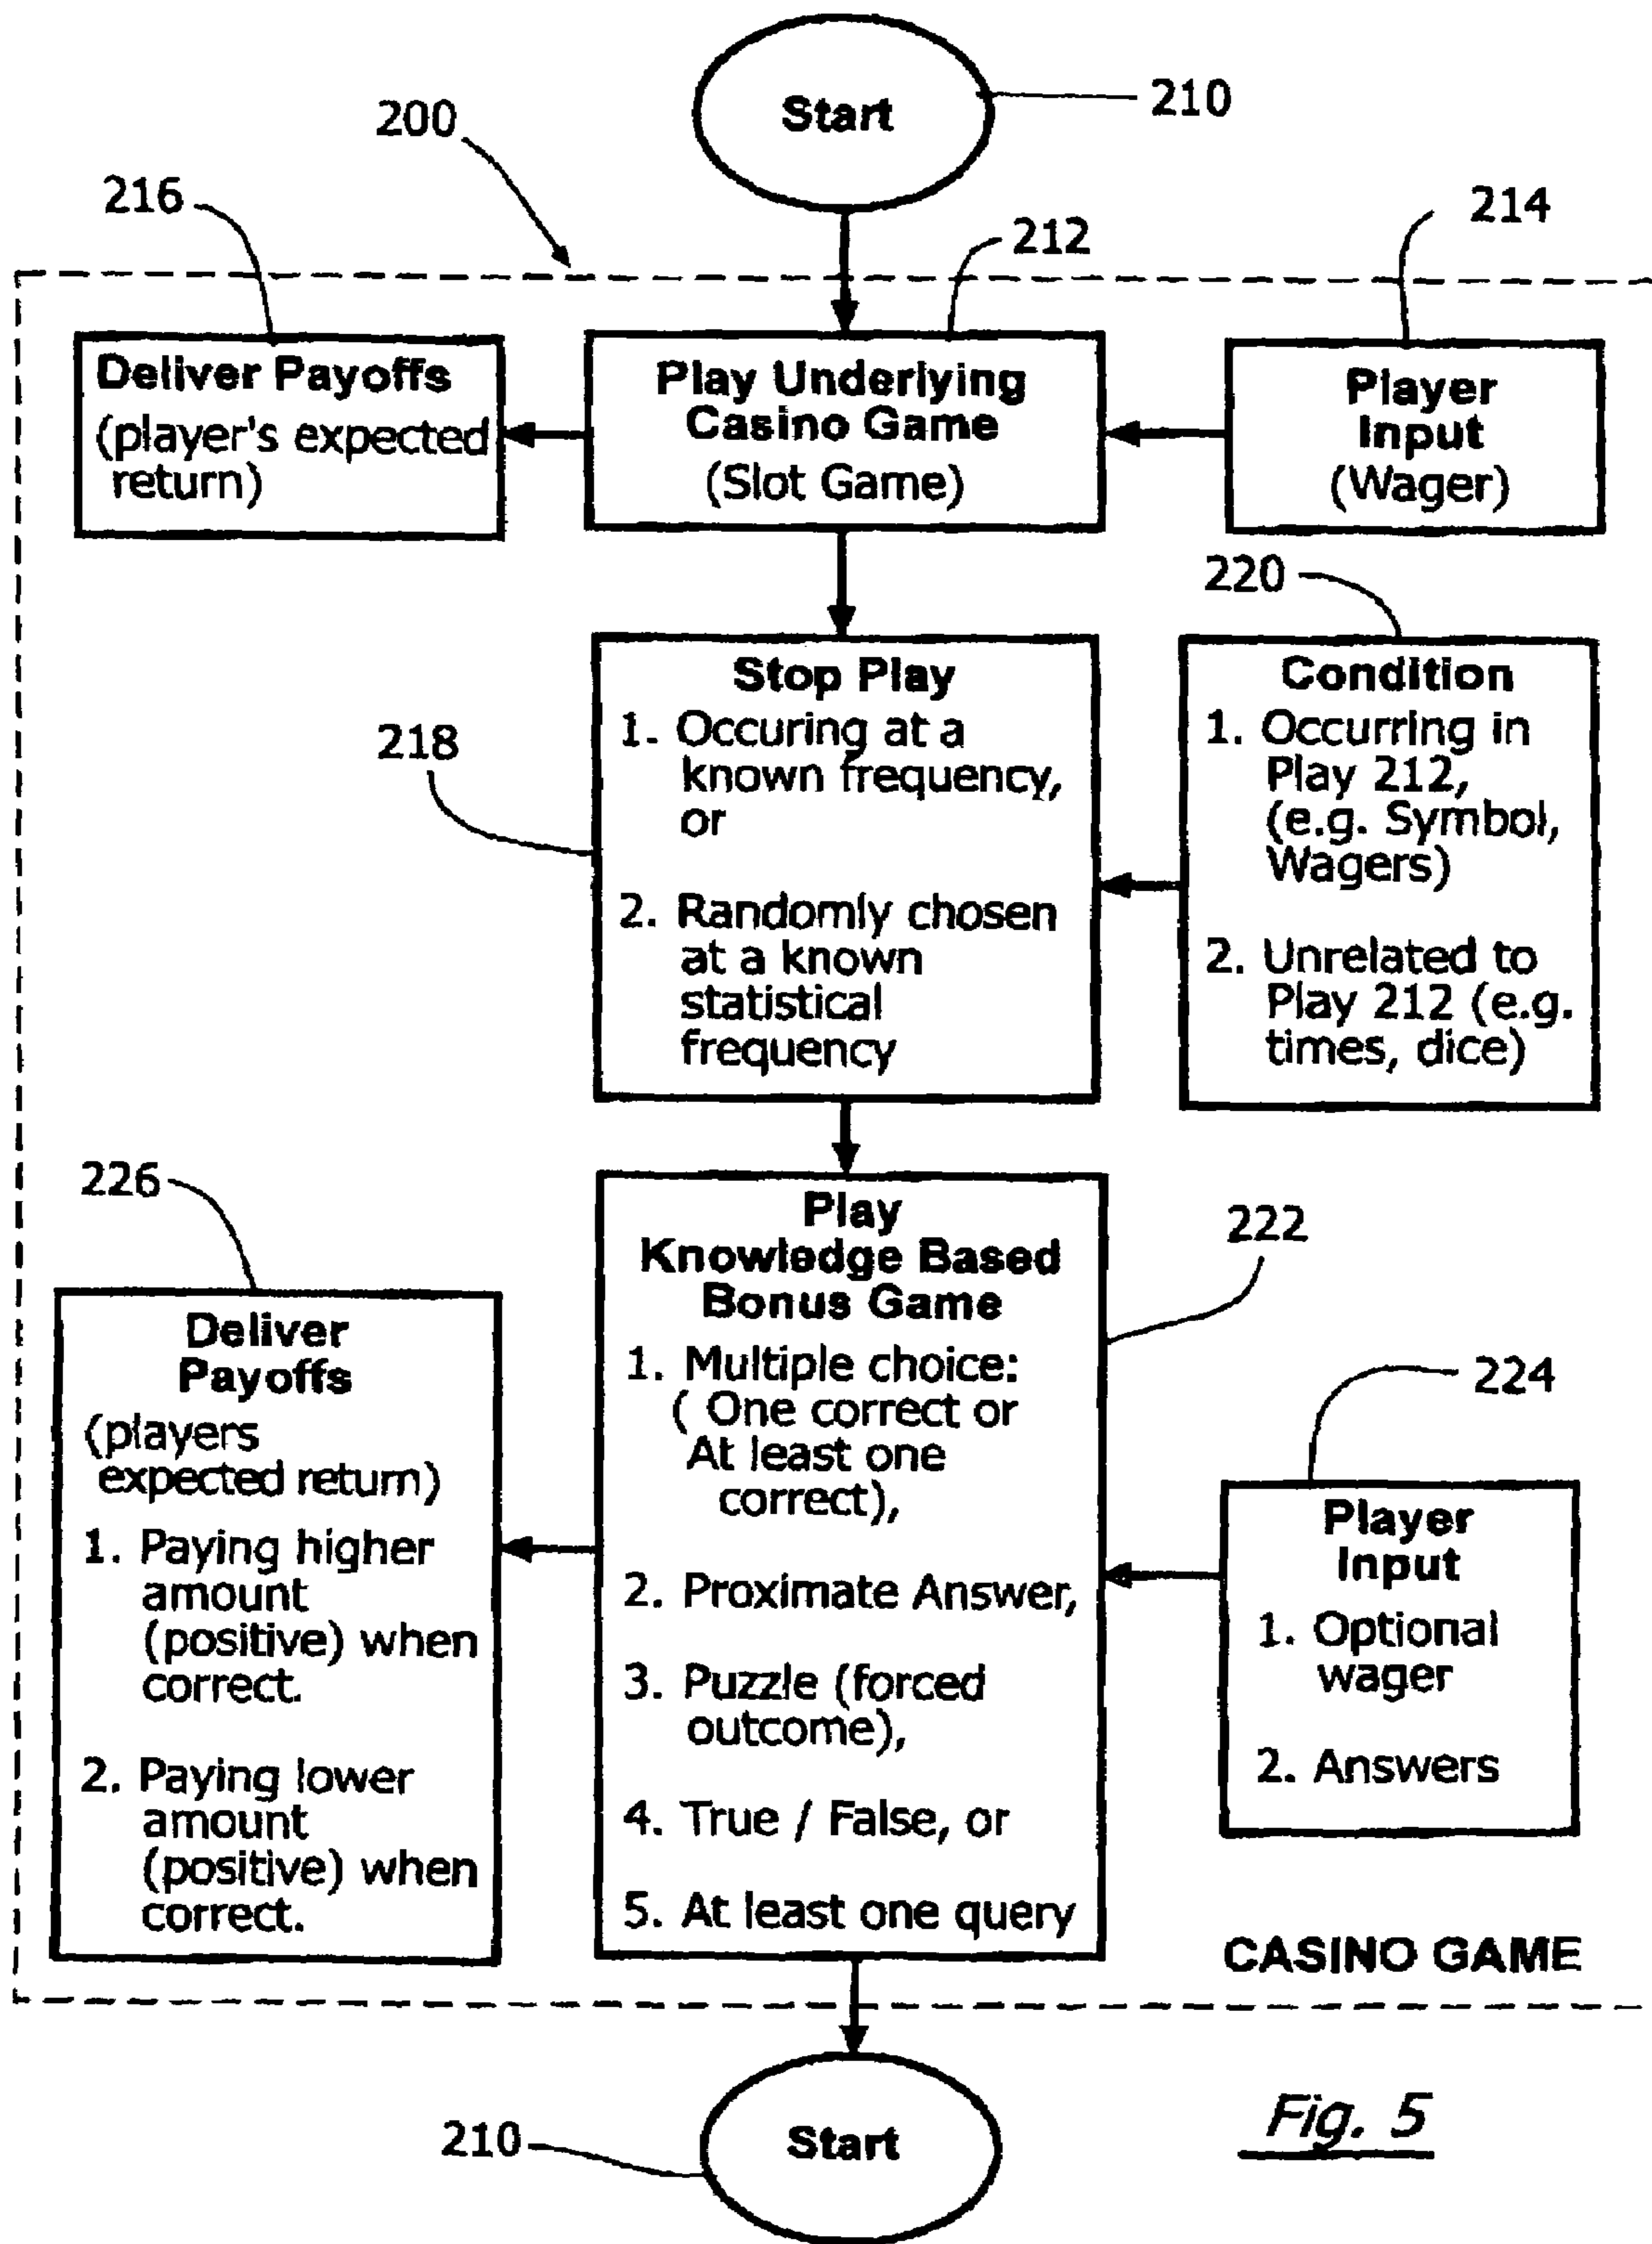 Start
210
200
216
212
214
Deliver Payoffs
(player's expected
return)
Play Underlying
Casino Game
(Slot Game)
Player
Input
(Wager)
220
218
Stop Play
1. Occuring at a
known frequency,
or
2. Randomly chosen
at a known
statistical
frequency
Condition
1. Occurring in
Play 212,
(e.g. Symbol,
Wagers)
2. Unrelated to
Play 212 (e.g.
times, dice)
226
222
Play
Knowledge Based
Bonus Game
1. Multiple choice:
( One correct or
At least one
correct),
2. Proximate Answer,
3. Puzzle (forced
outcome),
4. True / False, or
5. At least one query
Deliver
Payoffs
(players
expected return)
1. Paying higher
amount
(positive) when
correct.
2. Paying lower
amount
(positive) when
correct.
224
Player
Input
1. Optional
wager
2. Answers
CASINO GAME
210
Start
Fig. 5